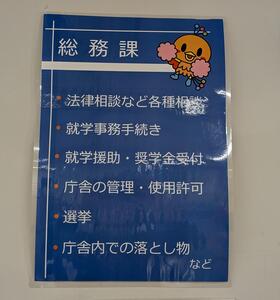 総務課
・法律相談など各種相談
・就学事務手続き
・就学援助・奨学金受付
・庁舎の管理・使用許可
・選挙
・庁舎内での落とし物
など